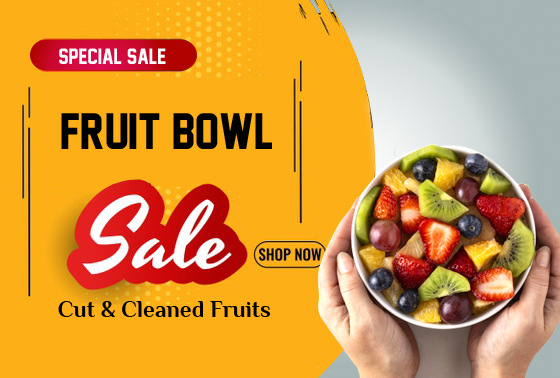 SPECIAL SALE
FRUIT BOWL
Sale
SHOP NOW
Cut & Cleaned Fruits